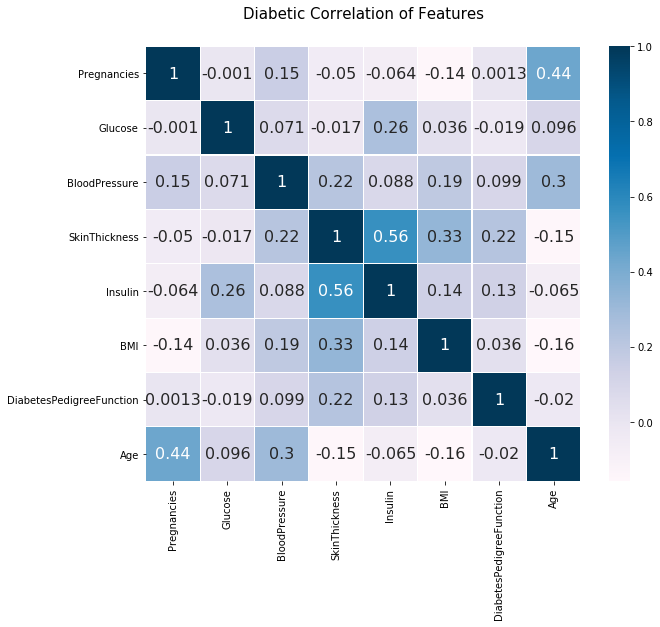 Diabetic Correlation of Features
Pregnancies 1 -0.001 0.15 -0.05 -0.064 -0.14 0.0013 0.44
Glucose -0.001 1 0.071 -0.017 0.26 0.036 -0.019 0.096
BloodPressure 0.15 0.071 1 0.22 0.088 0.19 0.099 0.3
SkinThickness -0.05 -0.017 0.22 1 0.56 0.33 0.22 -0.15
Insulin -0.064 0.26 0.088 0.56 1 0.14 0.13 -0.065
BMI -0.14 0.036 0.19 0.33 0.14 1 0.036 -0.16
DiabetesPedigreeFunction 0.0013 -0.019 0.099 0.22 0.13 0.036 1 -0.02
Age 0.44 0.096 0.3 -0.15 -0.065 -0.16 -0.02 1
Pregnancies
Glucose
BloodPressure
SkinThickness
Insulin
BMI
DiabetesPedigreeFunction
Age
1.0
0.8
0.6
0.4
0.2
0.0